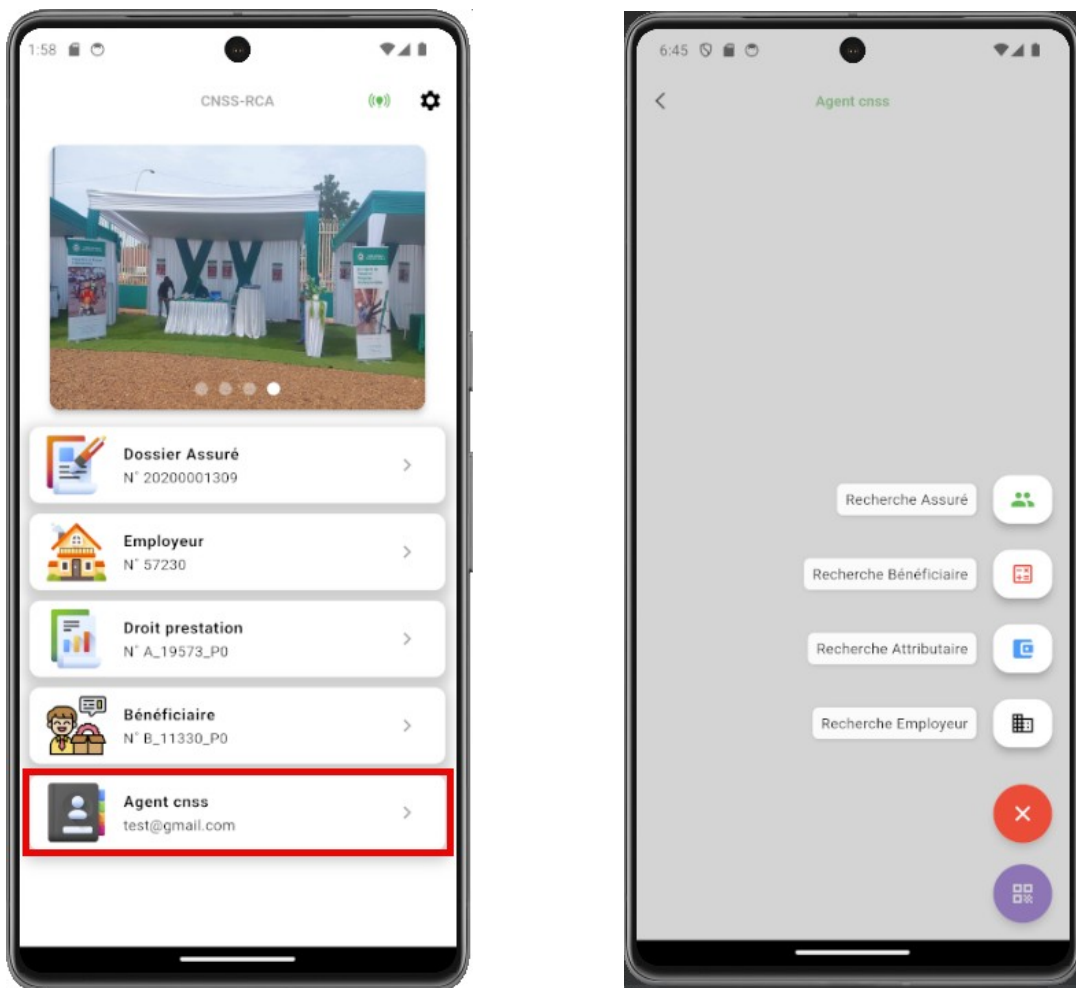 1:58
CNSS-RCA
Dossier Assuré
N° 20200001309
Employeur
N° 57230
Droit prestation
N° A_19573_P0
Bénéficiaire
N° B_11330_P0
Agent cnss
test@gmail.com
6:45
Agent cnss
Recherche Assuré
Recherche Bénéficiaire
Recherche Attributaire
Recherche Employeur